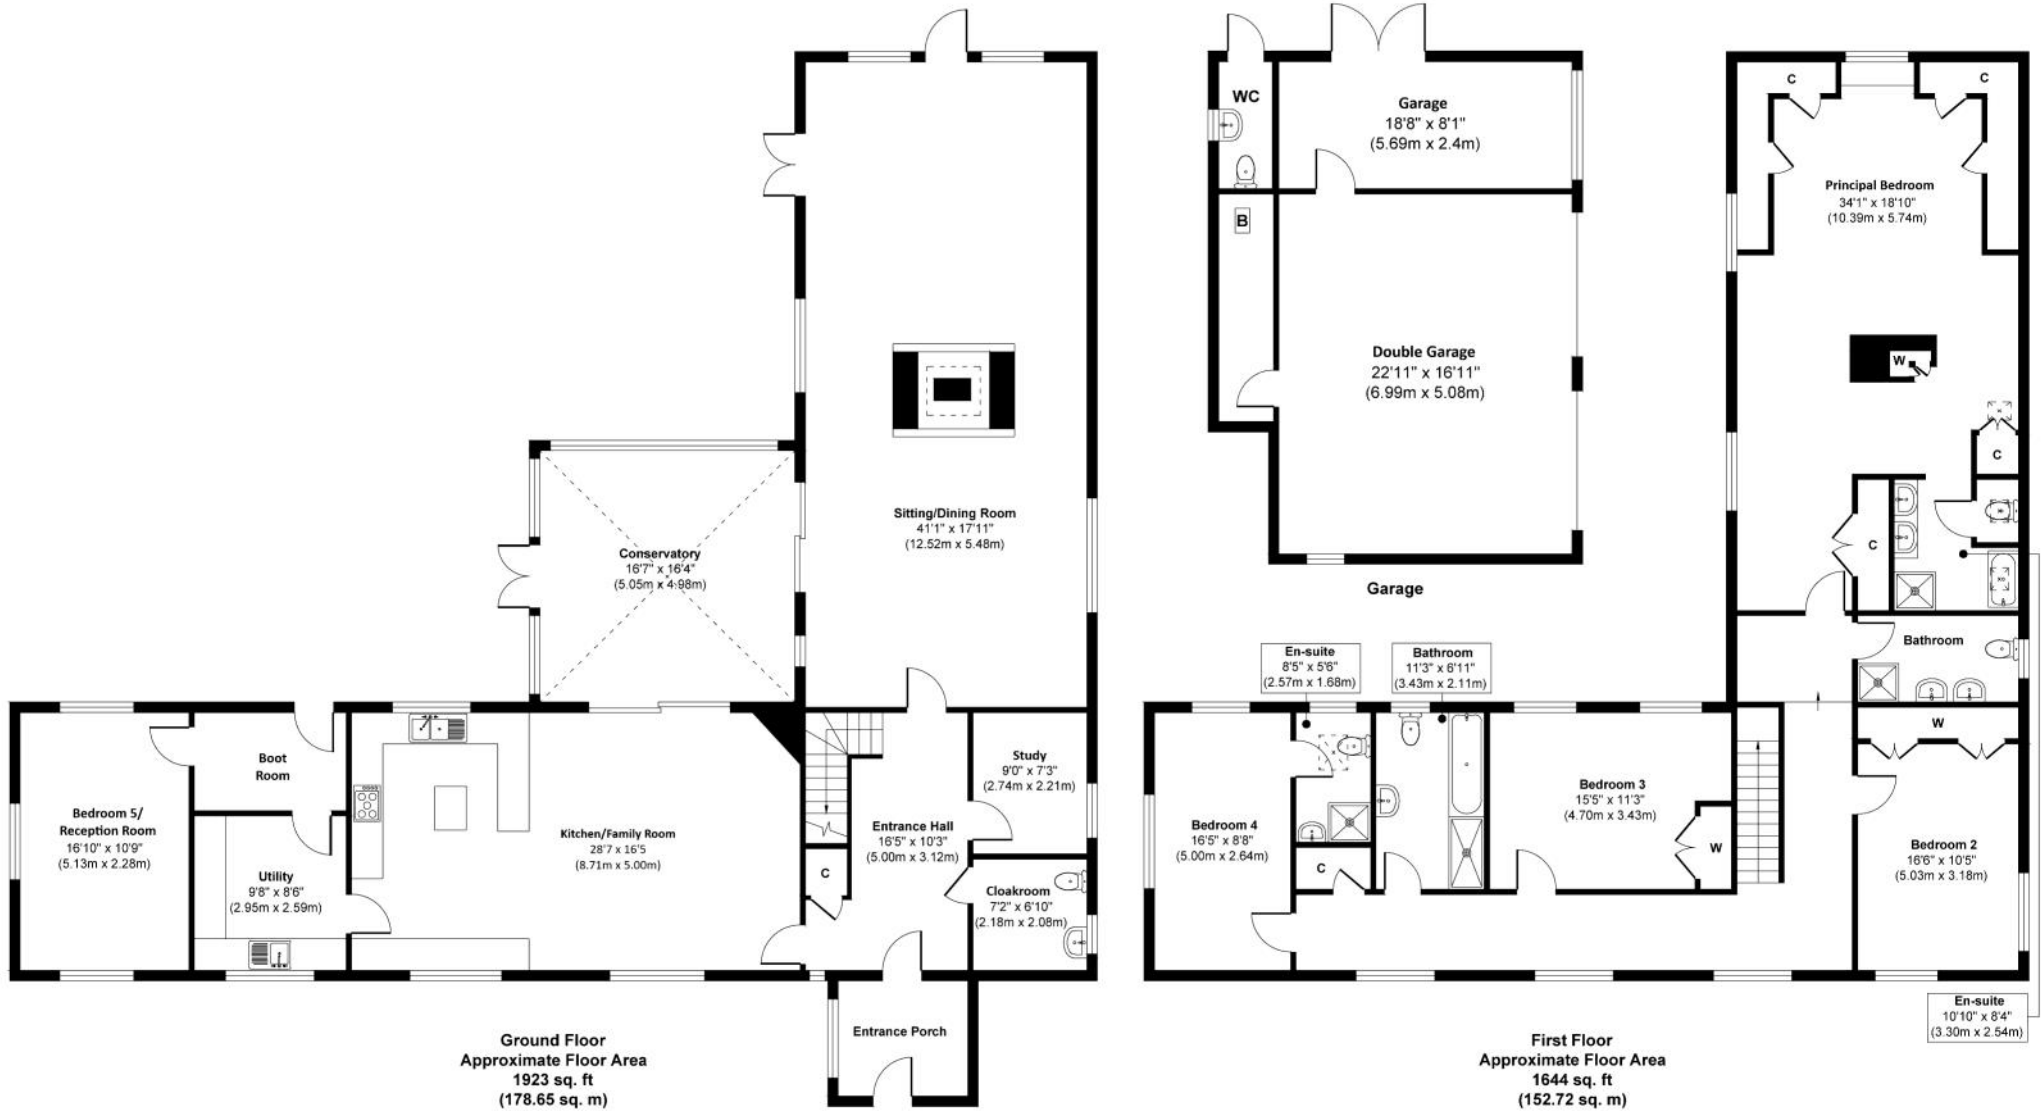 WC
Garage
18'8" x 8'1"
(5.69m x 2.4m)
B
Double Garage
22'11" x 16'11"
(6.99m x 5.08m)
Garage
C
C
Principal Bedroom
34'1" x 18'10"
(10.39m x 5.74m)
W
C
C
Sitting/Dining Room
41'1" x 17'11"
(12.52m x 5.48m)
Conservatory
16'7" x 16'4"
(5.05m x 4.98m)
Boot
Room
Bedroom 5/
Reception Room
16'10" x 10'9"
(5.13m x 2.28m)
Utility
9'8" x 8'6"
(2.95m x 2.59m)
Kitchen/Family Room
28'7 x 16'5
(8.71m x 5.00m)
C
Entrance Hall
16'5" x 10'3"
(5.00m x 3.12m)
Study
9'0" x 7'3"
(2.74m x 2.21m)
Cloakroom
7'2" x 6'10"
(2.18m x 2.08m)
Entrance Porch
Ground Floor
Approximate Floor Area
1923 sq. ft
(178.65 sq. m)
En-suite
8'5" x 5'6"
(2.57m x 1.68m)
Bathroom
11'3" x 6'11"
(3.43m x 2.11m)
Bathroom
W
Bedroom 4
16'5" x 8'8"
(5.00m x 2.64m)
C
Bedroom 3
15'5" x 11'3"
(4.70m x 3.43m)
W
Bedroom 2
16'6" x 10'5"
(5.03m x 3.18m)
En-suite
10'10" x 8'4"
(3.30m x 2.54m)
First Floor
Approximate Floor Area
1644 sq. ft
(152.72 sq. m)